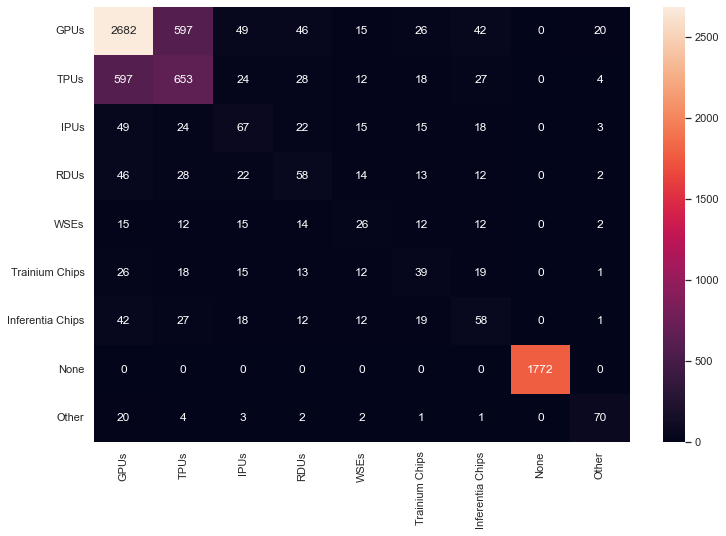 GPUs 2682 597 49 46 15 26 42 0 20
TPUs 597 653 24 28 12 18 27 0 4
IPUs 49 24 67 22 15 15 18 0 3
RDUs 46 28 22 58 14 13 12 0 2
WSEs 15 12 15 14 26 12 12 0 2
Trainium Chips 26 18 15 13 12 39 19 0 1
Inferentia Chips 42 27 18 12 12 19 58 0 1
None 0 0 0 0 0 0 0 1772 0
Other 20 4 3 2 2 1 1 0 70
GPUs
TPUs
IPUs
RDUs
WSEs
Trainium Chips
Inferentia Chips
None
Other
2500
2000
1500
1000
500
0